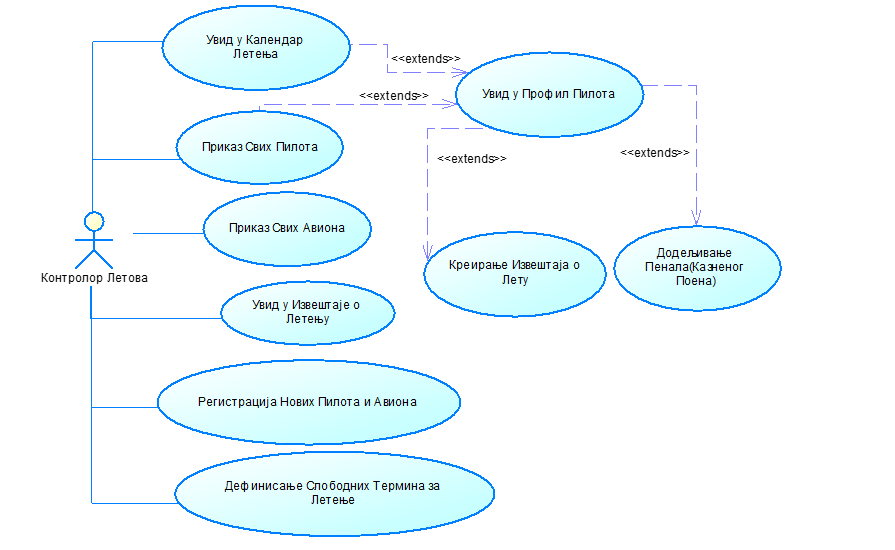 Увид у Календар
Летења
<<extends>>
Увид у Профил Пилота
<<extends>>
Приказ Свих Пилота
<<extends>>
<<extends>>
Приказ Свих Авиона
Контролор Летова
Креирање Извештаја о
Лету
Додељивање
Пенала(Казненог
Поена)
Увид у Извештаје о
Летењу
Регистрација Нових Пилота и Авиона
Дефинисање Слободних Термина за
Летење